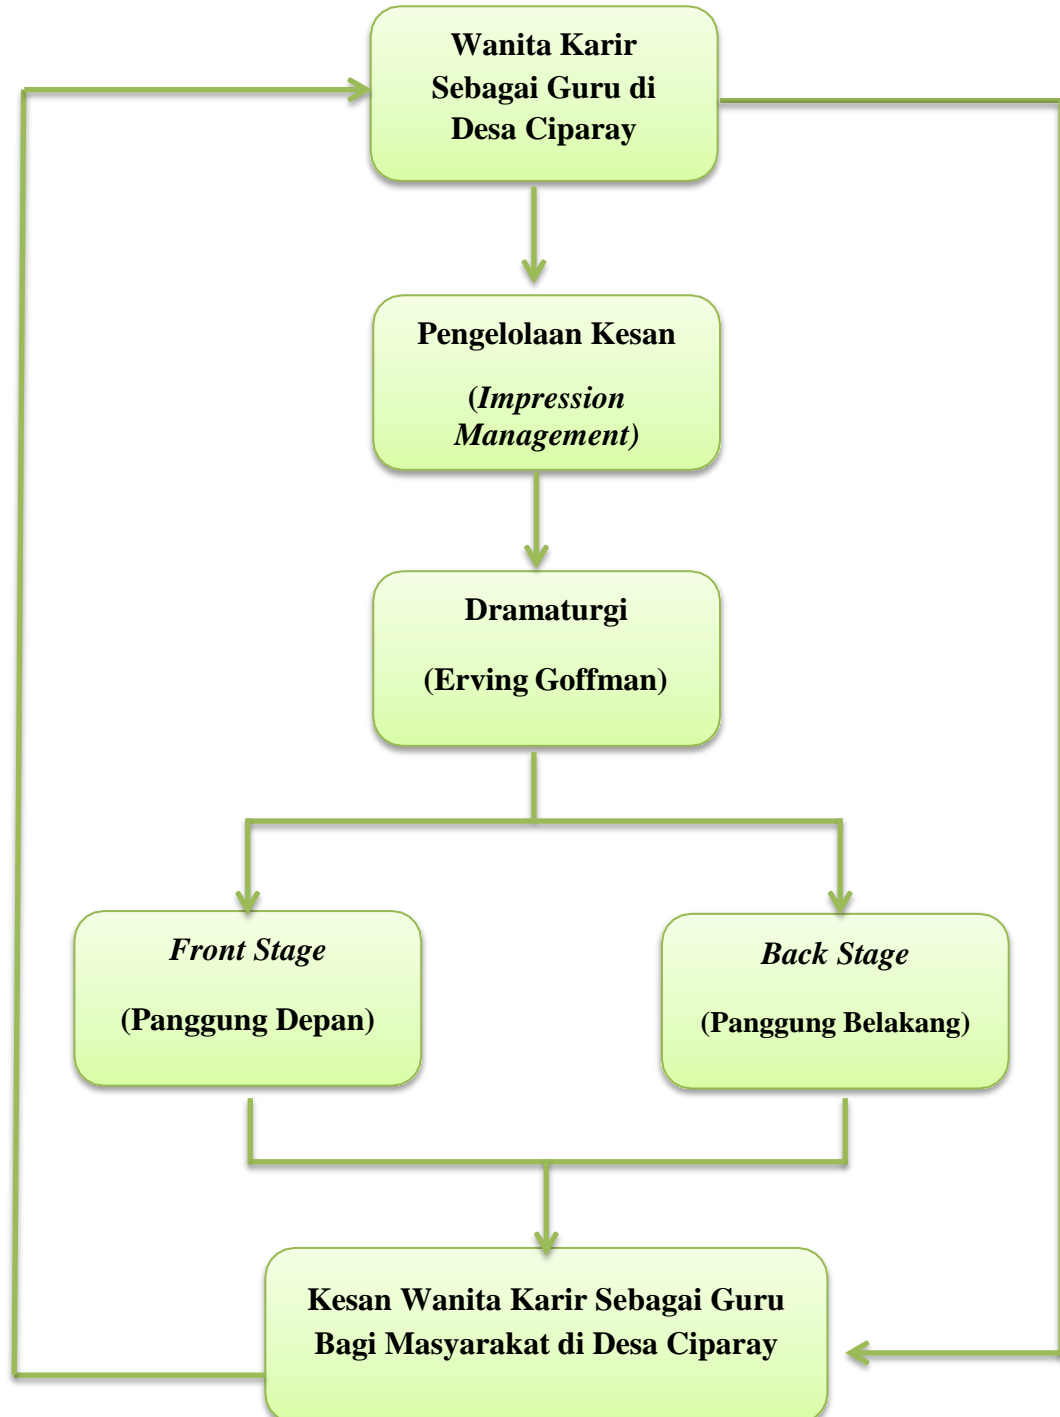 Wanita Karir
Sebagai Guru di
Desa Ciparay
Pengelolaan Kesan
(Impression
Management)
Dramaturgi
(Erving Goffman)
Front Stage
(Panggung Depan)
Back Stage
(Panggung Belakang)
Kesan Wanita Karir Sebagai Guru
Bagi Masyarakat di Desa Ciparay